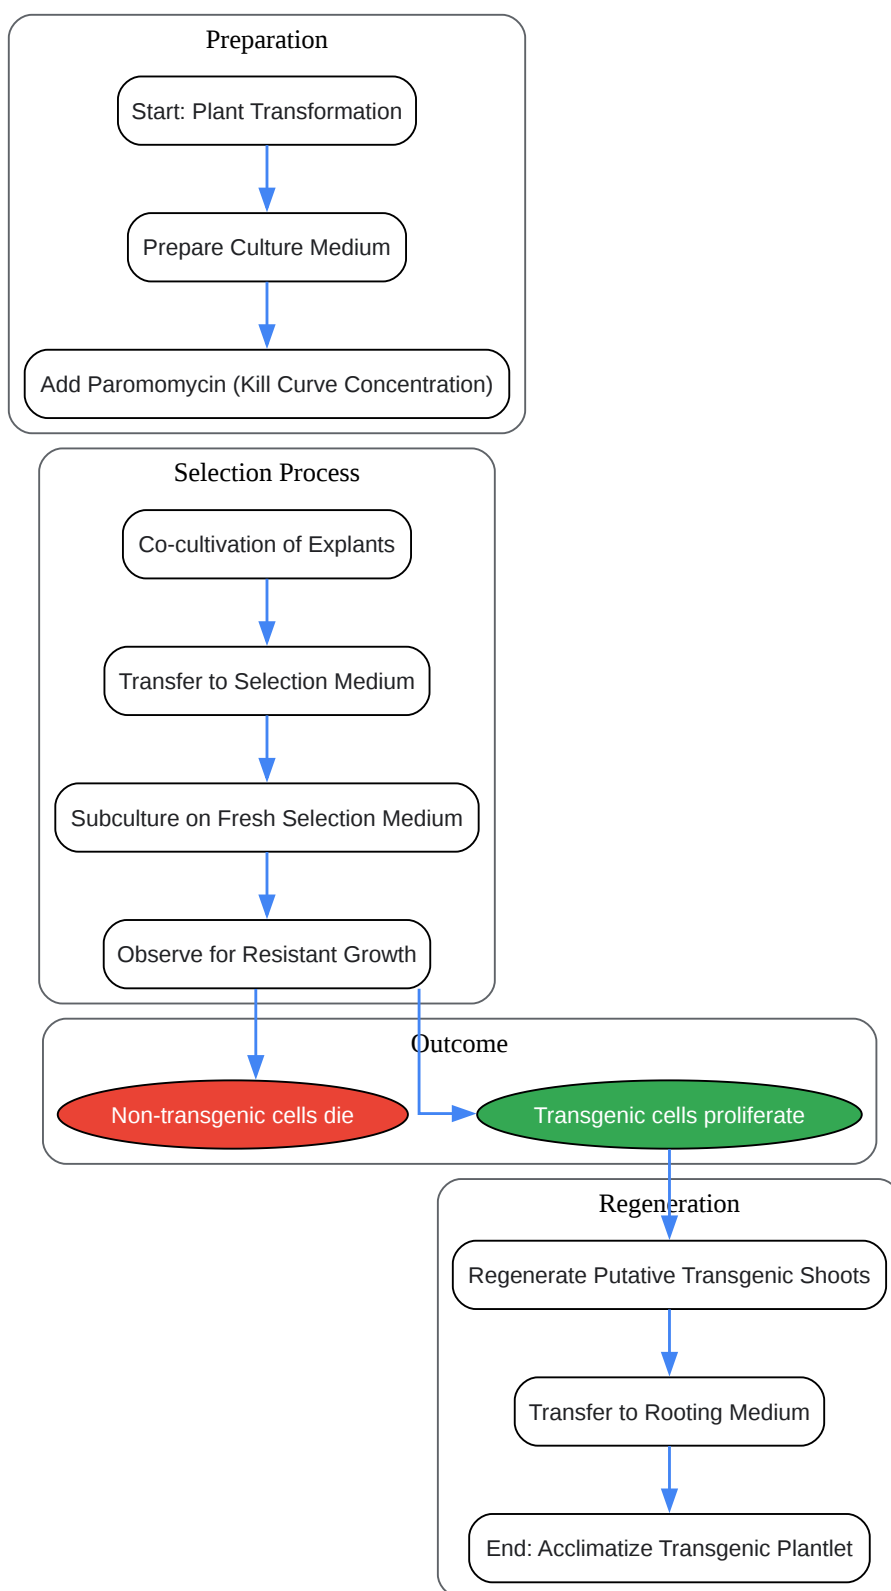 Preparation
Start: Plant Transformation
Prepare Culture Medium
Add Paromomycin (Kill Curve Concentration)
Selection Process
Co-cultivation of Explants
Transfer to Selection Medium
Subculture on Fresh Selection Medium
Observe for Resistant Growth
Outcome
Non-transgenic cells die
Transgenic cells proliferate
Regeneration
Regenerate Putative Transgenic Shoots
Transfer to Rooting Medium
End: Acclimatize Transgenic Plantlet